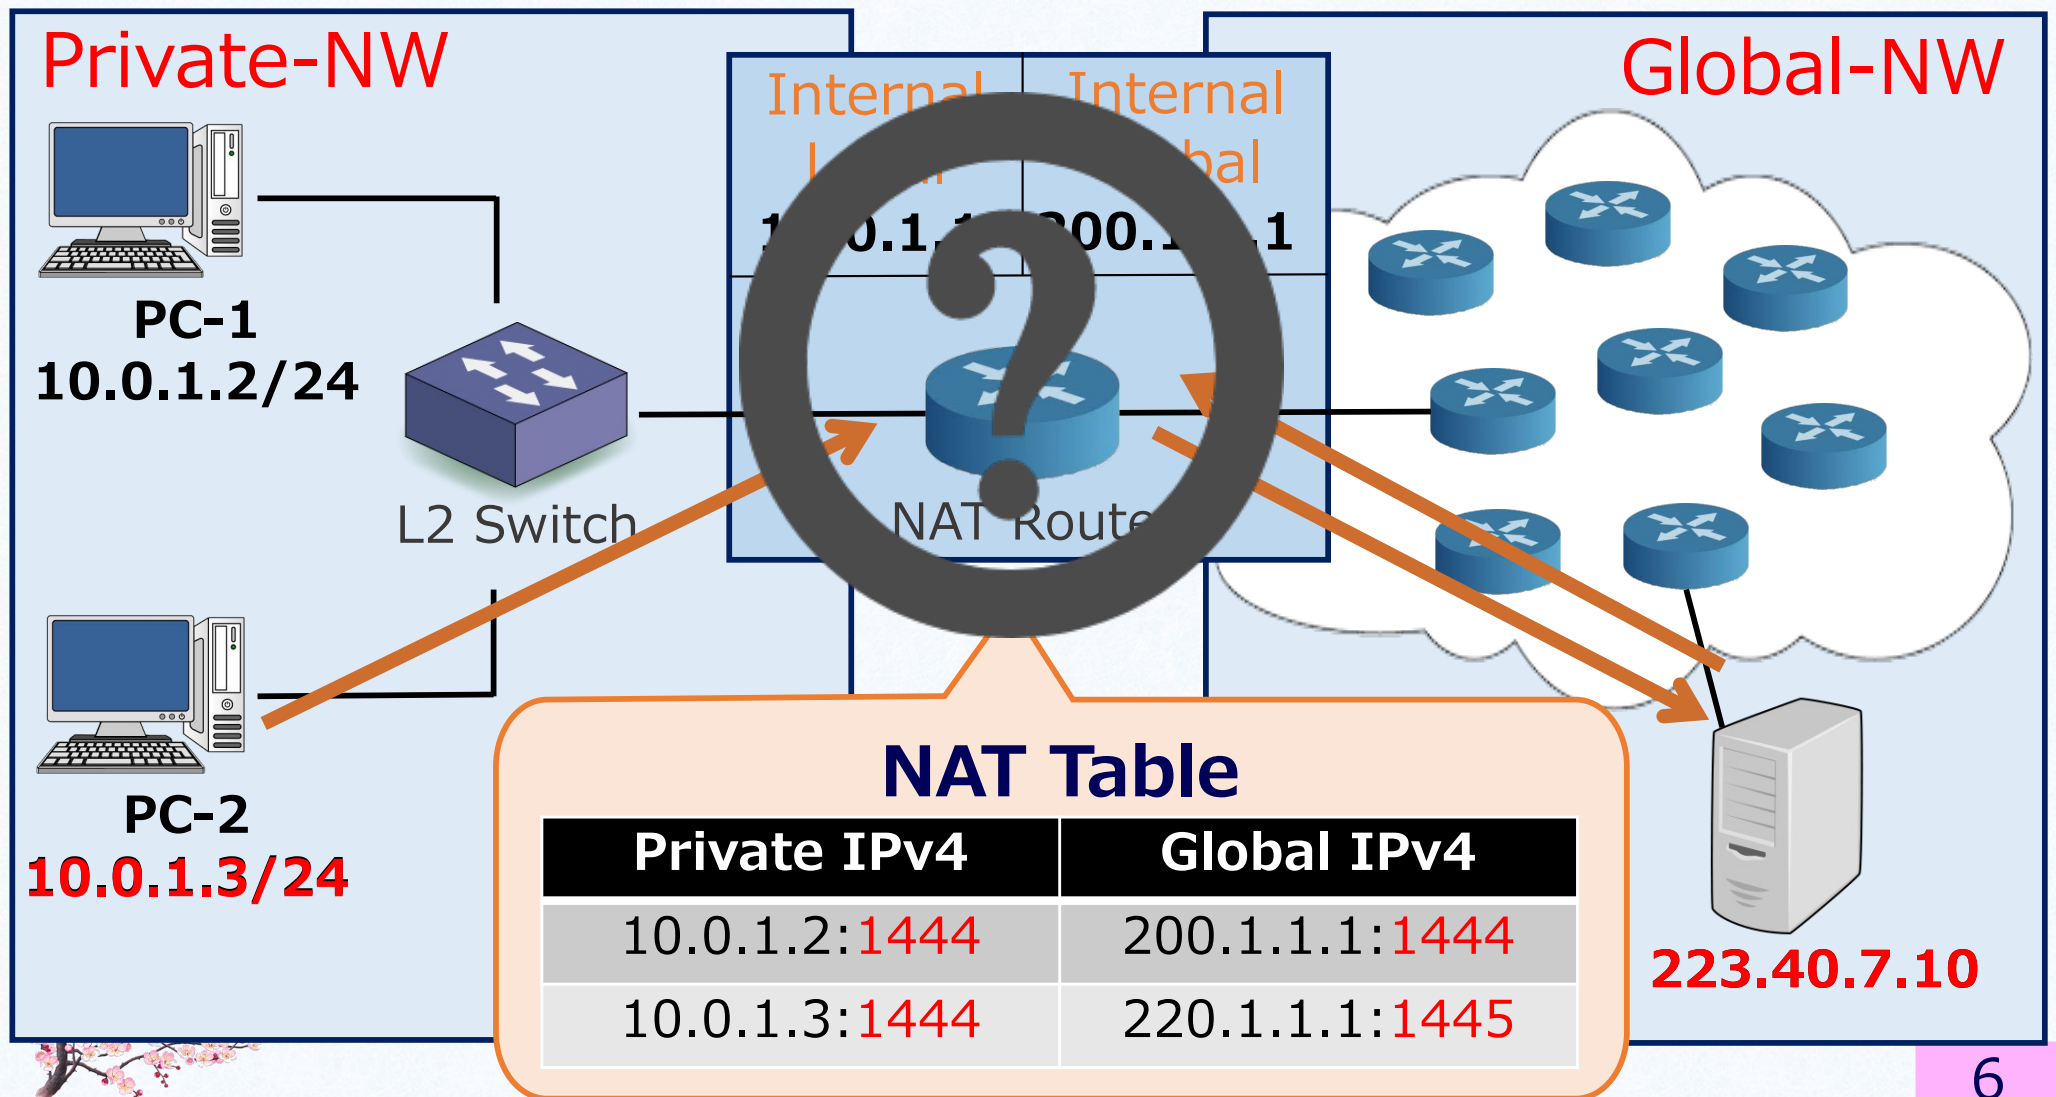 Private-NW
Global-NW
Internal
Internal
PC-1
10.0.1.2/24
L2 Switch
NAT
PC-2
10.0.1.3/24
NAT Table
Private IPv4
Global IPv4
10.0.1.2:1444
200.1.1.1:1444
10.0.1.3:1444
220.1.1.1:1445
223.40.7.10
6